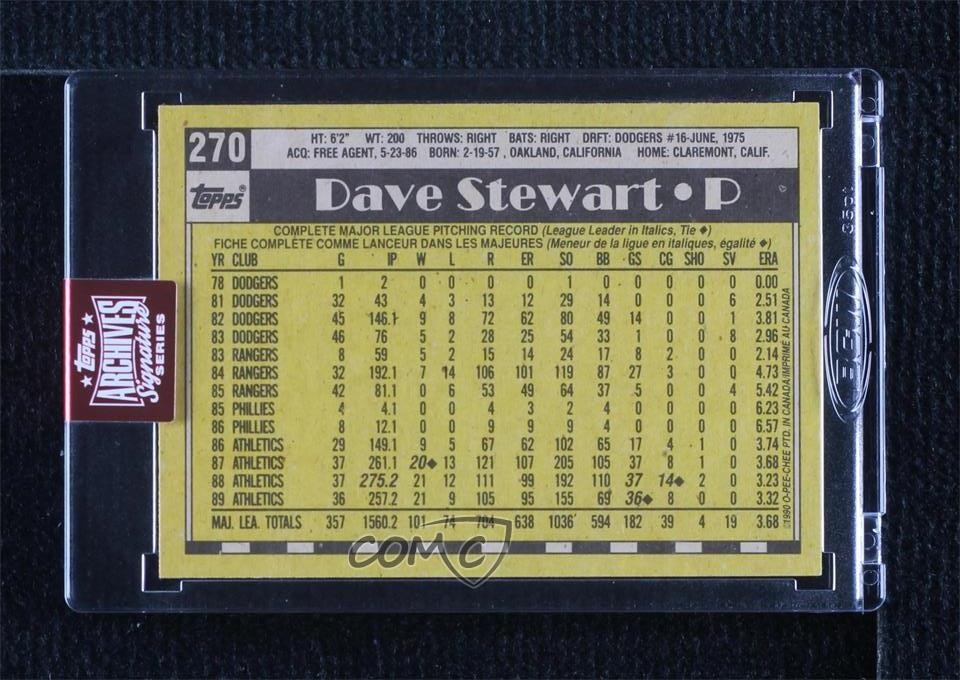 270
HT: 6'2" WT: 200 THROWS: RIGHT BATS: RIGHT DRFT: DODGERS #16-JUNE, 1975
ACQ: FREE AGENT, 5-23-86 BORN: 2-19-57, OAKLAND, CALIFORNIA HOME: CLAREMONT, CALIF.
Topps® Dave Stewart • P
COMPLETE MAJOR LEAGUE PITCHING RECORD (League Leader in Italics, Tie ◆)
FICHE COMPLÈTE COMME LANCEUR DANS LES MAJEURES (Meneur de la ligue en italiques, égalité ◆)
YR CLUB G IP W L R ER SO BB GS CG SHO SV ERA
78 DODGERS 1 2 0 0 0 0 1 0 0 0 0 0 0.00
81 DODGERS 32 43 4 3 13 12 29 14 0 0 0 6 2.51
82 DODGERS 45 146.1 9 8 72 62 80 49 14 0 0 1 3.81
83 DODGERS 46 76 5 2 28 25 54 33 1 0 0 8 2.96
83 RANGERS 8 59 5 2 15 14 24 17 8 2 0 0 2.14
84 RANGERS 32 192.1 7 14 106 101 119 87 27 3 0 0 4.73
85 RANGERS 42 81.1 0 6 53 49 64 37 5 0 0 4 5.42
85 PHILLIES 4 4.1 0 0 4 3 2 4 0 0 0 0 6.23
86 PHILLIES 8 12.1 0 0 9 9 9 4 0 0 0 0 6.57
86 ATHLETICS 29 149.1 9 5 67 62 102 65 17 4 1 0 3.74
87 ATHLETICS 37 261.1 20◆ 13 121 107 205 105 37 8 1 0 3.68
88 ATHLETICS 37 275.2 21 12 111 99 192 110 37 14◆ 2 0 3.23
89 ATHLETICS 36 257.2 21 9 105 95 155 69 36◆ 8 0 0 3.32
MAJ. LEA. TOTALS 357 1560.2 101 74 704 638 1036 594 182 39 4 19 3.68
©1990 O-PEE-CHEE PTD. IN CANADA/IMPRIMÉ AU CANADA
★ Topps ★
ARCHIVES
Signature
SERIES
COMC
BCW